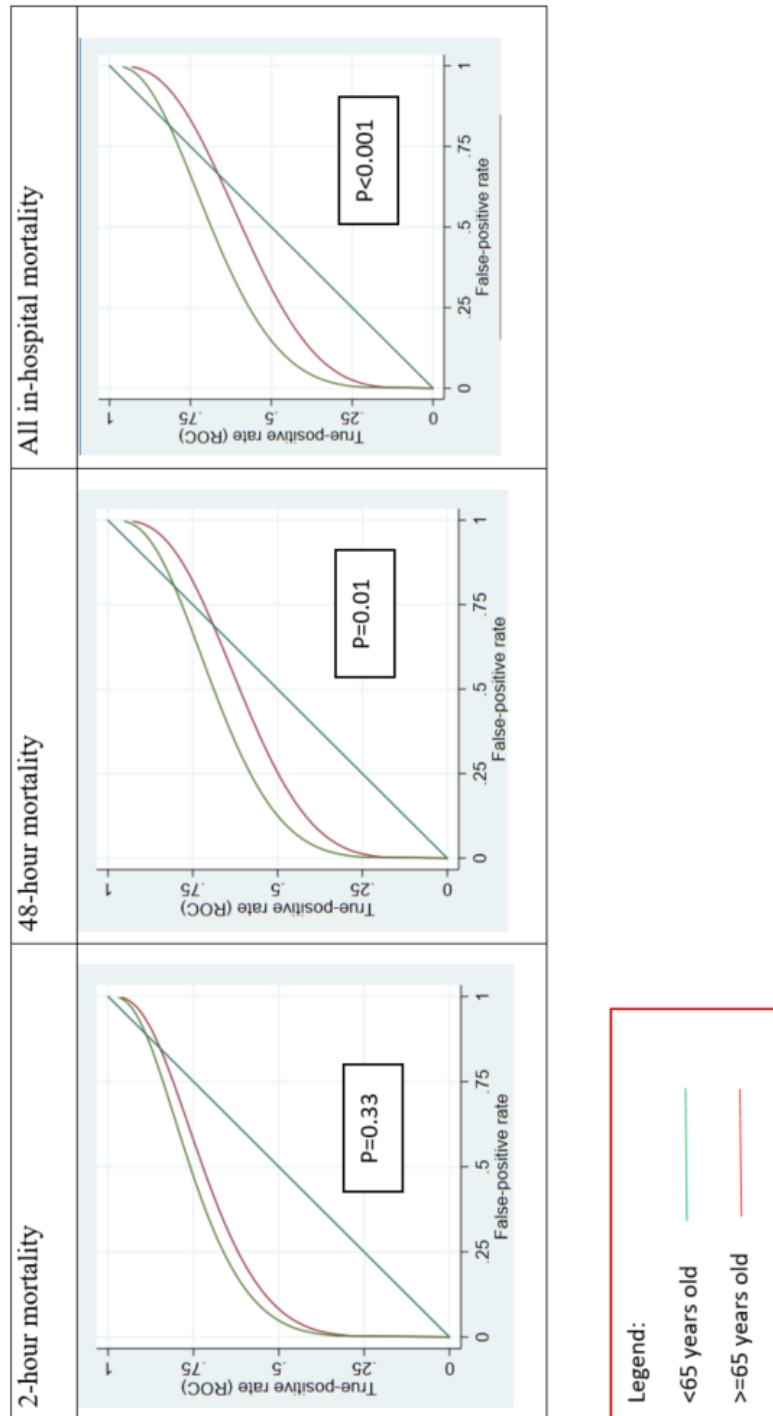 2-hour mortality
48-hour mortality
All in-hospital mortality
True-positive rate (ROC)
1
.75
.5
.25
0
P=0.33
0
.25
.5
.75
1
False-positive rate
True-positive rate (ROC)
1
.75
.5
.25
0
P=0.01
0
.25
.5
.75
1
False-positive rate
True-positive rate (ROC)
1
.75
.5
.25
0
P<0.001
0
.25
.5
.75
1
False-positive rate
Legend:
<65 years old
>=65 years old